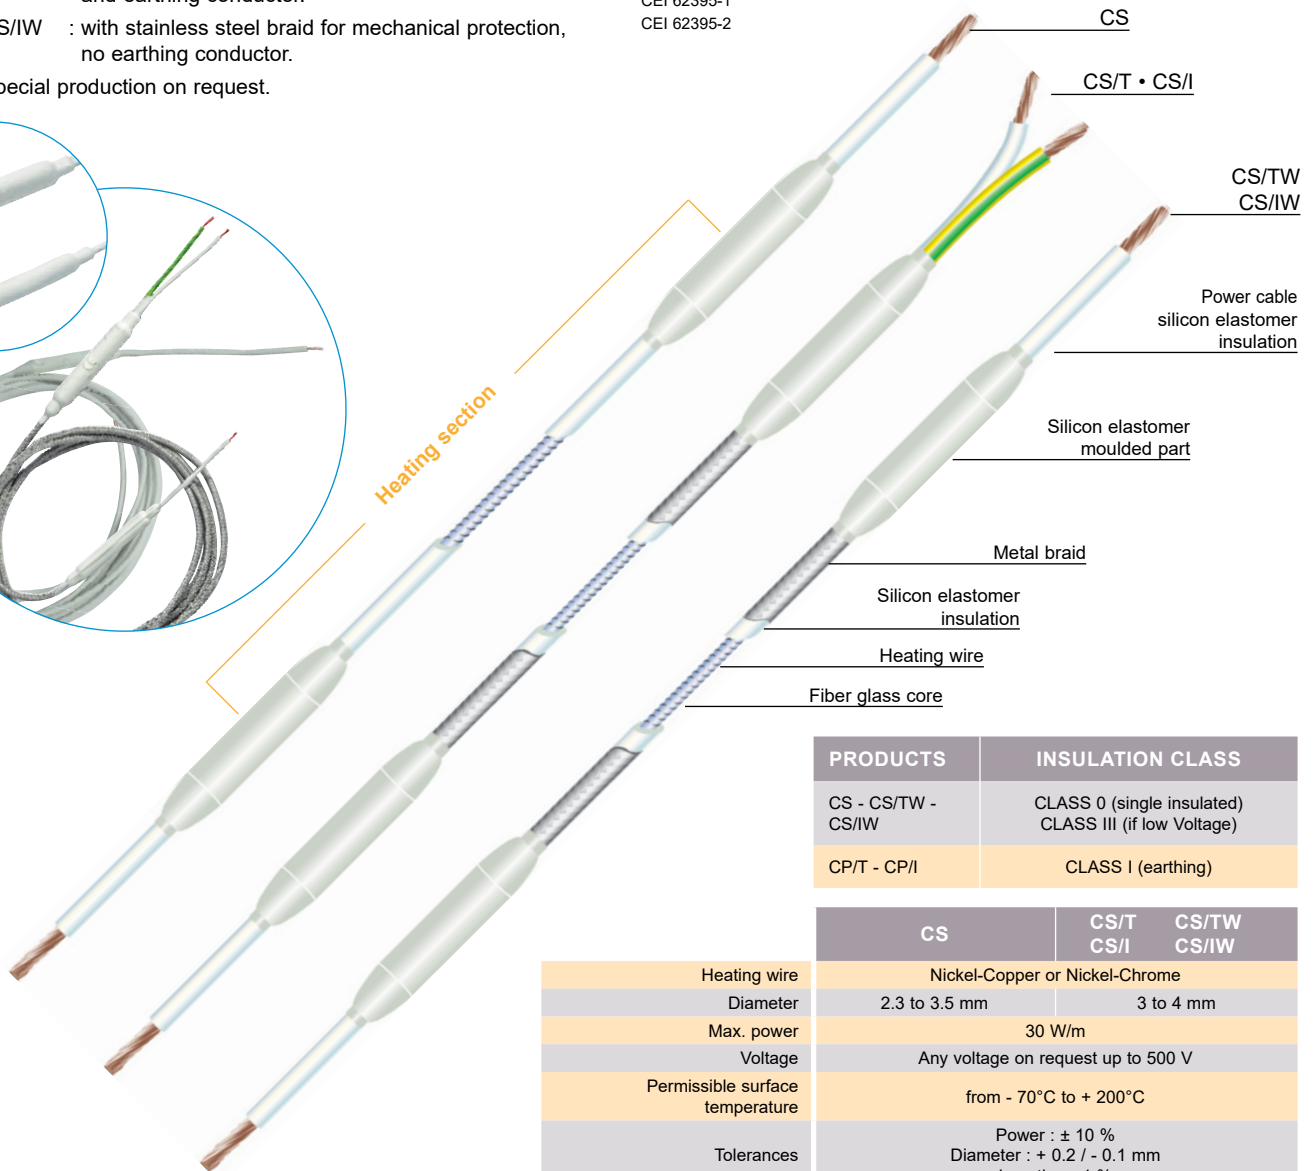 and earthing conductor.
S/IW : with stainless steel braid for mechanical protection,
no earthing conductor.
pecial production on request.
CEI 62395-1
CEI 62395-2
CS
CS/T • CS/I
CS/TW
CS/IW
Power cable
silicon elastomer
insulation
Silicon elastomer
moulded part
Metal braid
Silicon elastomer
insulation
Heating wire
Fiber glass core
Heating section
PRODUCTS INSULATION CLASS
CS - CS/TW - CS/IW
CLASS 0 (single insulated)
CLASS III (if low Voltage)
CP/T - CP/I CLASS I (earthing)
CS CS/T CS/TW
CS/I CS/IW
Heating wire Nickel-Copper or Nickel-Chrome
Diameter 2.3 to 3.5 mm 3 to 4 mm
Max. power 30 W/m
Voltage Any voltage on request up to 500 V
Permissible surface
temperature
from - 70°C to + 200°C
Tolerances
Power : ± 10 %
Diameter : + 0.2 / - 0.1 mm